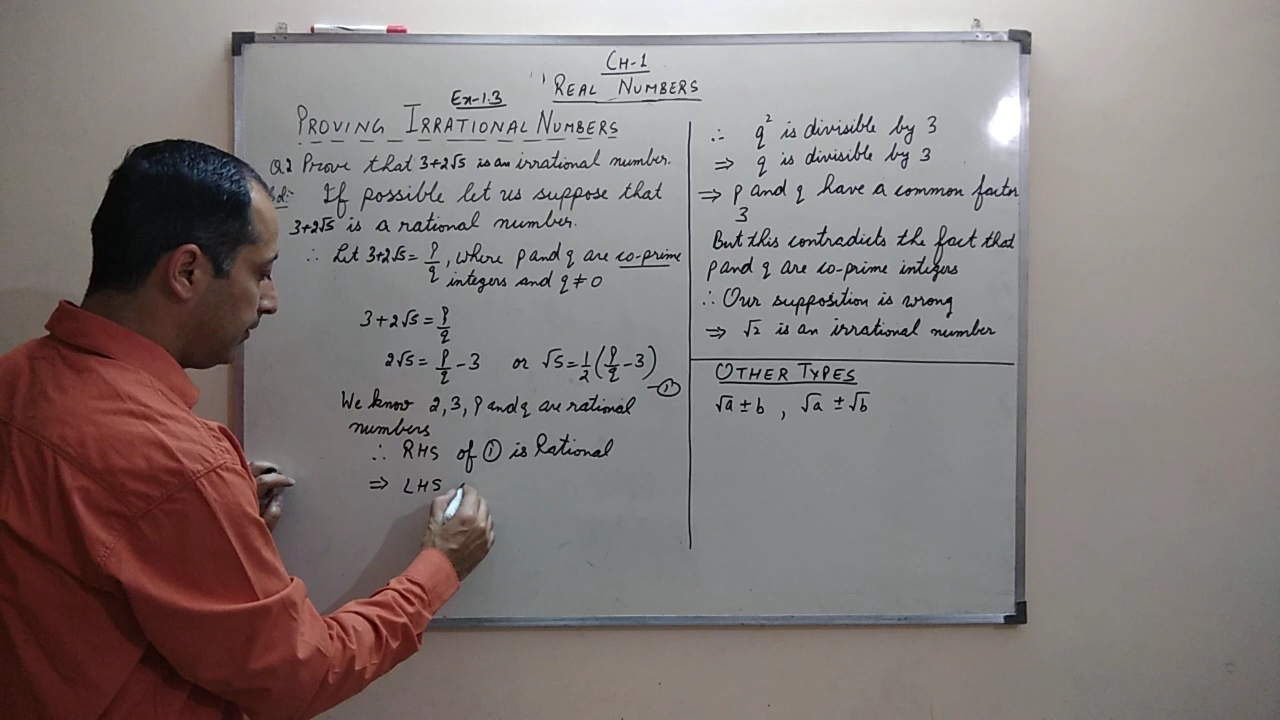 CH-1
REAL NUMBERS
Ex-1.3
PROVING IRRATIONAL NUMBERS
Q2 Prove that 3+2√5 is an irrational number.
Sol:- If possible let us suppose that
3+2√5 is a rational number.
∴ Let 3+2√5 = p/q, where p and q are co-prime
integers and q ≠ 0
3+2√5 = p/q
2√5 = p/q - 3 or √5 = 1/2 (p/q - 3) —①
We know 2, 3, p and q are rational
numbers
∴ RHS of ① is Rational
⇒ LHS
∴ q² is divisible by 3
⇒ q is divisible by 3
⇒ p and q have a common factor
3
But this contradicts the fact that
p and q are co-prime integers
∴ Our supposition is wrong
⇒ √2 is an irrational number
OTHER TYPES
√a ± b , √a ± √b